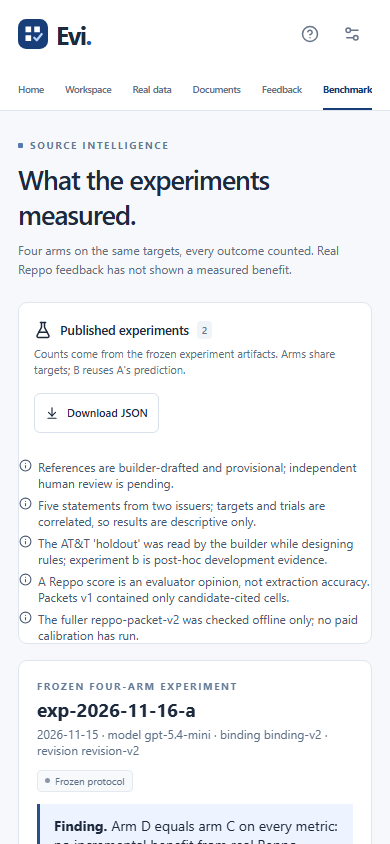 Evi.
Home Workspace Real data Documents Feedback Benchmark
SOURCE INTELLIGENCE
What the experiments
measured.
Four arms on the same targets, every outcome counted. Real
Reppo feedback has not shown a measured benefit.
Published experiments 2
Counts come from the frozen experiment artifacts. Arms share
targets; B reuses A's prediction.
Download JSON
References are builder-drafted and provisional; independent
human review is pending.
Five statements from two issuers; targets and trials are
correlated, so results are descriptive only.
The AT&T 'holdout' was read by the builder while designing
rules; experiment b is post-hoc development evidence.
A Reppo score is an evaluator opinion, not extraction accuracy.
Packets v1 contained only candidate-cited cells.
The fuller reppo-packet-v2 was checked offline only; no paid
calibration has run.
FROZEN FOUR-ARM EXPERIMENT
exp-2026-11-16-a
2026-11-15 · model gpt-5.4-mini · binding binding-v2 ·
revision revision-v2
Frozen protocol
Finding. Arm D equals arm C on every metric:
no incremental benefit from real Reppo